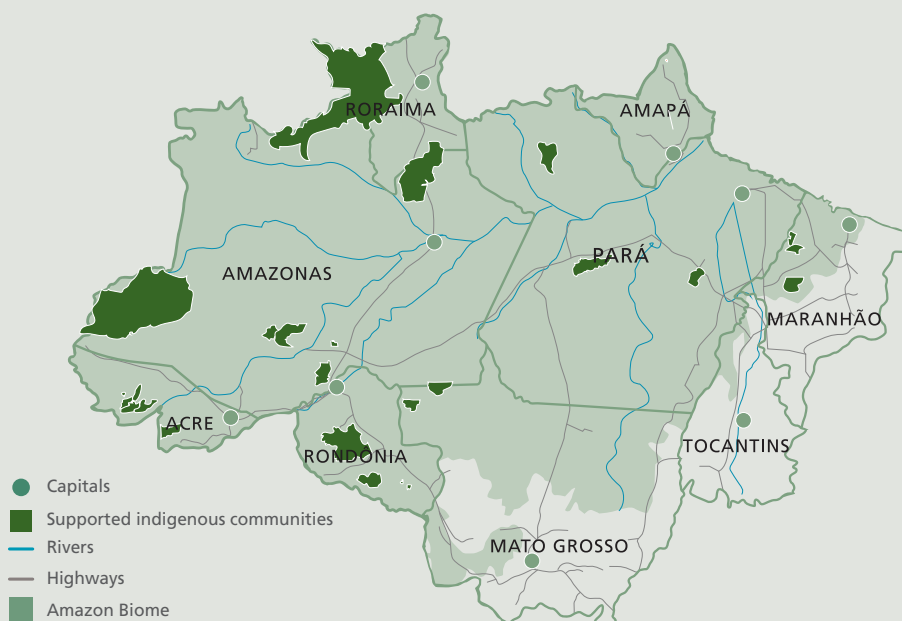 RORAIMA
AMAPÁ
AMAZONAS
PARÁ
MARANHÃO
ACRE
RONDÔNIA
TOCANTINS
MATO GROSSO
Capitals
Supported indigenous communities
Rivers
Highways
Amazon Biome